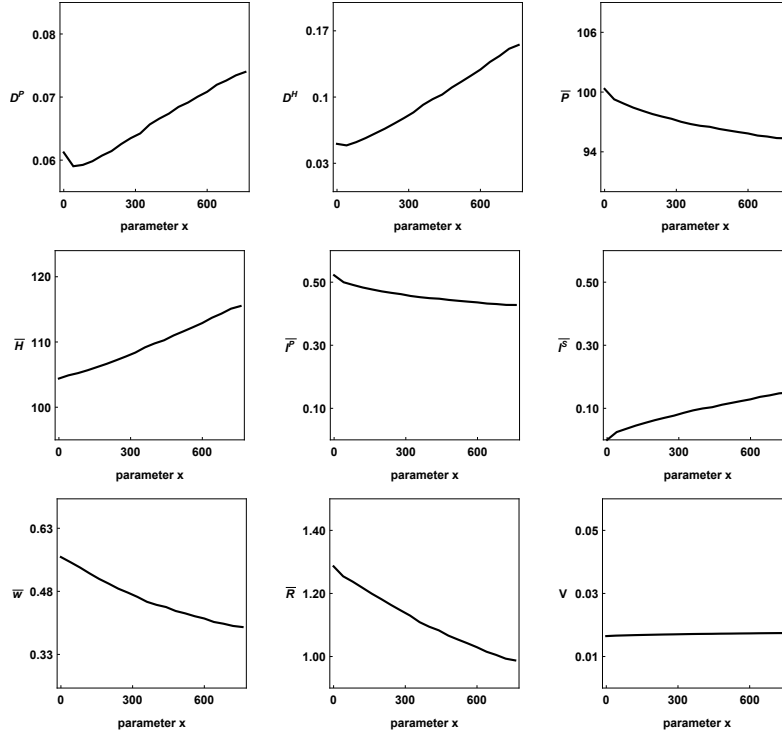 0.08
0.07
0.06
D^P
0 300 600
parameter x
0.17
0.1
0.03
D^H
0 300 600
parameter x
106
100
94
P̅
0 300 600
parameter x
120
110
100
H̅
0 300 600
parameter x
0.50
0.30
0.10
I̅^P̅
0 300 600
parameter x
0.50
0.30
0.10
I̅^S̅
0 300 600
parameter x
0.63
0.48
0.33
w̅
0 300 600
parameter x
1.40
1.20
1.00
R̅
0 300 600
parameter x
0.05
0.03
0.01
V
0 300 600
parameter x